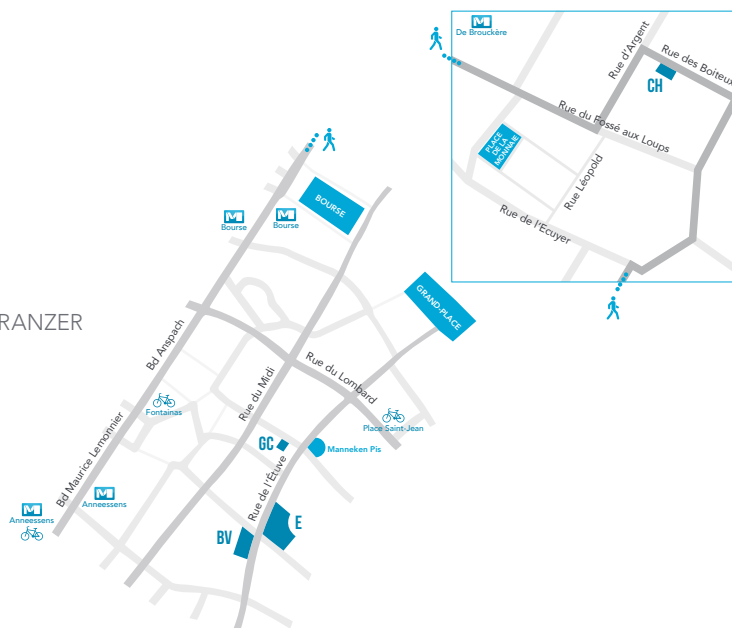 De Brouckère
Rue d'Argent
Rue des Boiteux
CH
Rue du Fossé aux Loups
PLACE
DE LA
MONNAIE
Rue Léopold
Rue de l'Ecuyer
BOURSE
M
Bourse
M
Bourse
GRAND-PLACE
RANZER
Bd Anspach
Rue du Midi
Rue du Lombard
Fontainas
Place Saint-Jean
Bd Maurice Lemonnier
GC
Manneken Pis
Rue de l'Étuve
M
Anneessens
M
Anneessens
E
BV
M